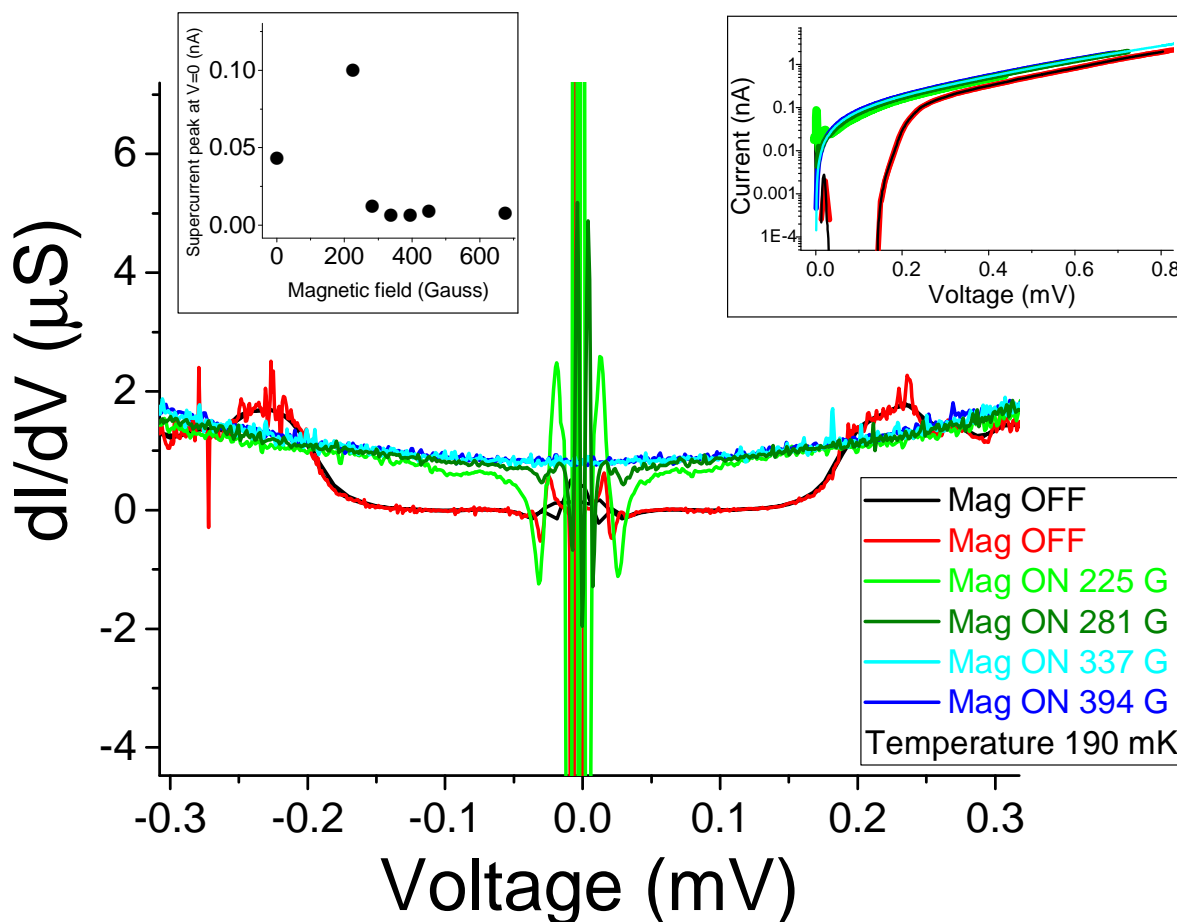 Supercurrent peak at V=0 (nA)
0.10
0.05
0.00
0 200 400 600
Magnetic field (Gauss)
Current (nA)
1
0.1
0.01
0.001
1E-4
0.0 0.2 0.4 0.6 0.8
Voltage (mV)
dI/dV (μS)
6
4
2
0
-2
-4
Mag OFF
Mag OFF
Mag ON 225 G
Mag ON 281 G
Mag ON 337 G
Mag ON 394 G
Temperature 190 mK
-0.3 -0.2 -0.1 0.0 0.1 0.2 0.3
Voltage (mV)